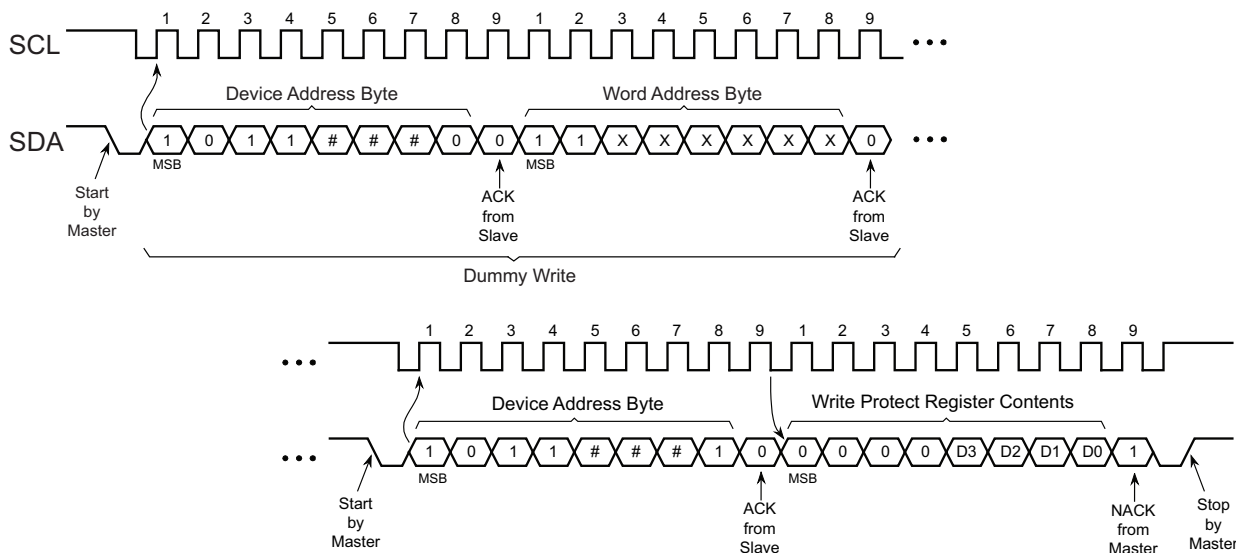 1 2 3 4 5 6 7 8 9 1 2 3 4 5 6 7 8 9
SCL
Device Address Byte Word Address Byte
SDA 1 0 1 1 # # # 0 0 1 1 X X X X X X 0
MSB MSB
Start
by
Master
ACK
from
Slave
ACK
from
Slave
Dummy Write
1 2 3 4 5 6 7 8 9 1 2 3 4 5 6 7 8 9
Device Address Byte Write Protect Register Contents
1 0 1 1 # # # 1 0 0 0 0 0 D3 D2 D1 D0 1
MSB MSB
Start
by
Master
ACK
from
Slave
NACK
from
Master
Stop
by
Master